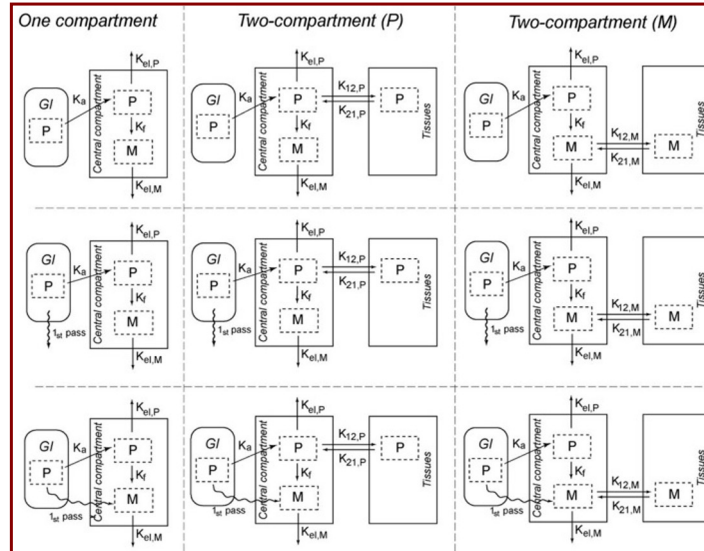 One compartment
Two-compartment (P)
Two-compartment (M)
GI
P
Ka
Kel,P
Central compartment
P
Kf
M
Kel,M
GI
P
Ka
Kel,P
Central compartment
P
Kf
M
Kel,M
K12,P
K21,P
P
Tissues
GI
P
Ka
Kel,P
Central compartment
P
Kf
M
Kel,M
K12,M
K21,M
M
Tissues
GI
P
1st pass
Ka
Kel,P
Central compartment
P
Kf
M
Kel,M
GI
P
1st pass
Ka
Kel,P
Central compartment
P
Kf
M
Kel,M
K12,P
K21,P
P
Tissues
GI
P
1st pass
Ka
Kel,P
Central compartment
P
Kf
M
Kel,M
K12,M
K21,M
M
Tissues
GI
P
1st pass
Ka
Kel,P
Central compartment
P
Kf
M
Kel,M
GI
P
1st pass
Ka
Kel,P
Central compartment
P
Kf
M
Kel,M
K12,P
K21,P
P
Tissues
GI
P
1st pass
Ka
Kel,P
Central compartment
P
Kf
M
Kel,M
K12,M
K21,M
M
Tissues